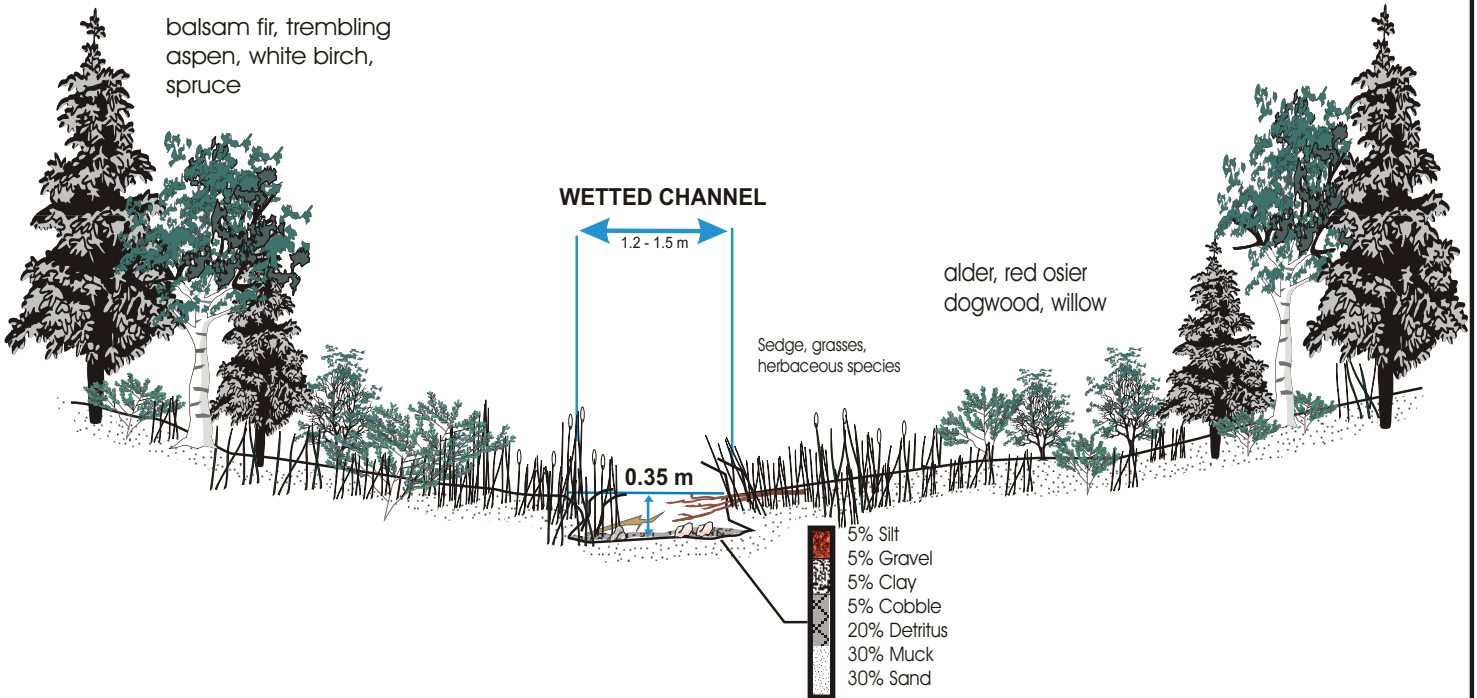 balsam fir, trembling
aspen, white birch,
spruce
WETTED CHANNEL
1.2 - 1.5 m
alder, red osier
dogwood, willow
Sedge, grasses,
herbaceous species
0.35 m
5% Silt
5% Gravel
5% Clay
5% Cobble
20% Detritus
30% Muck
30% Sand